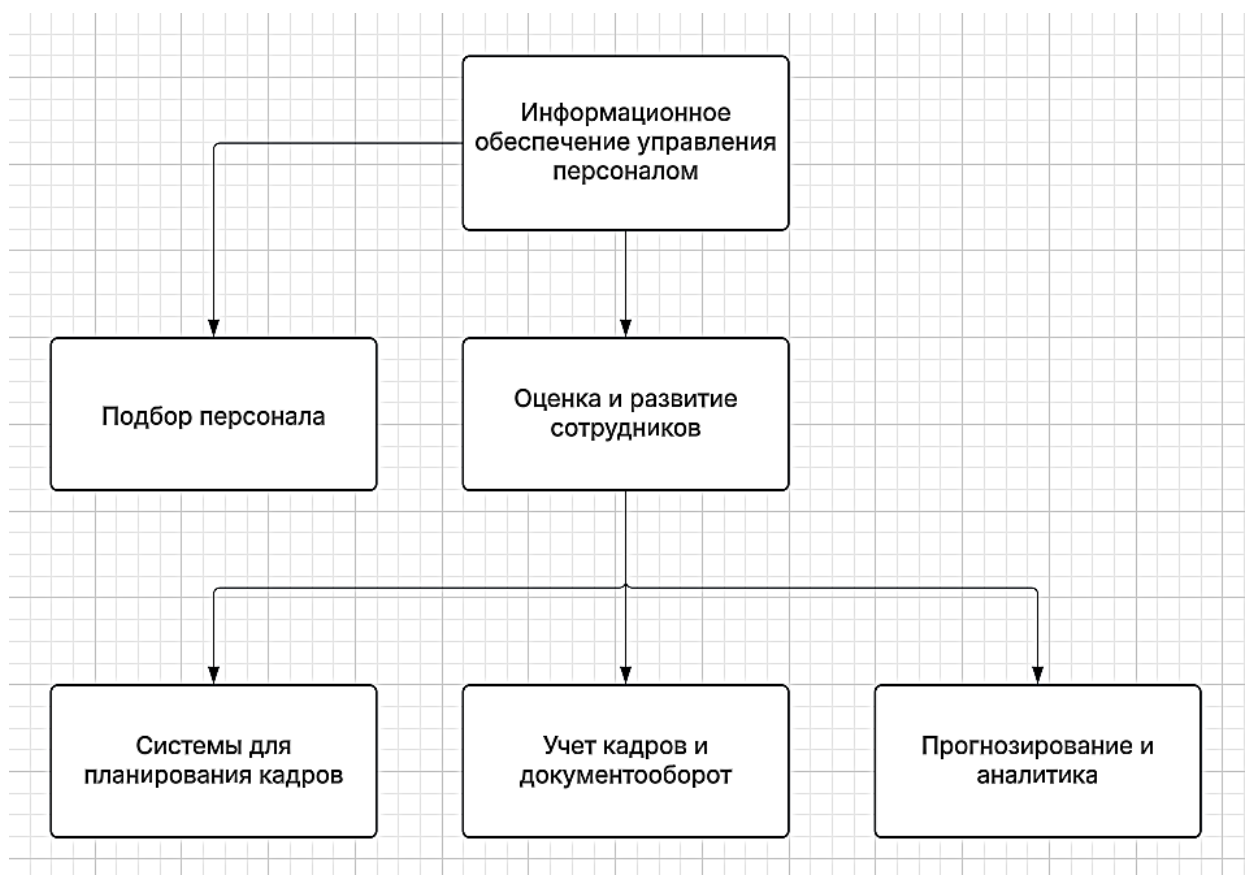 Информационное
обеспечение управления
персоналом
Подбор персонала
Оценка и развитие
сотрудников
Системы для
планирования кадров
Учет кадров и
документооборот
Прогнозирование и
аналитика